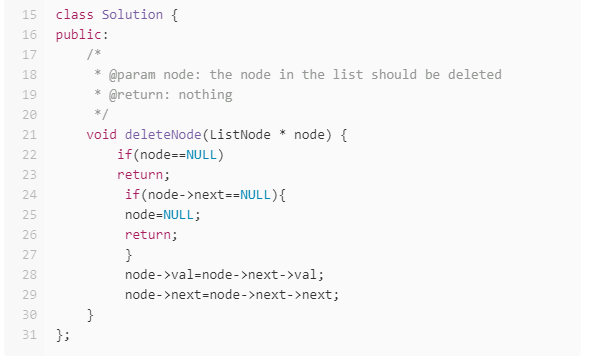 15 class Solution {
16 public:
17     /*
18      * @param node: the node in the list should be deleted
19      * @return: nothing
20      */
21     void deleteNode(ListNode * node) {
22         if(node==NULL)
23         return;
24          if(node->next==NULL){
25          node=NULL;
26          return;
27          }
28          node->val=node->next->val;
29          node->next=node->next->next;
30     }
31 };